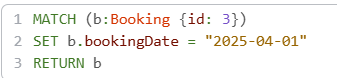 1 MATCH (b:Booking {id: 3})
2 SET b.bookingDate = "2025-04-01"
3 RETURN b